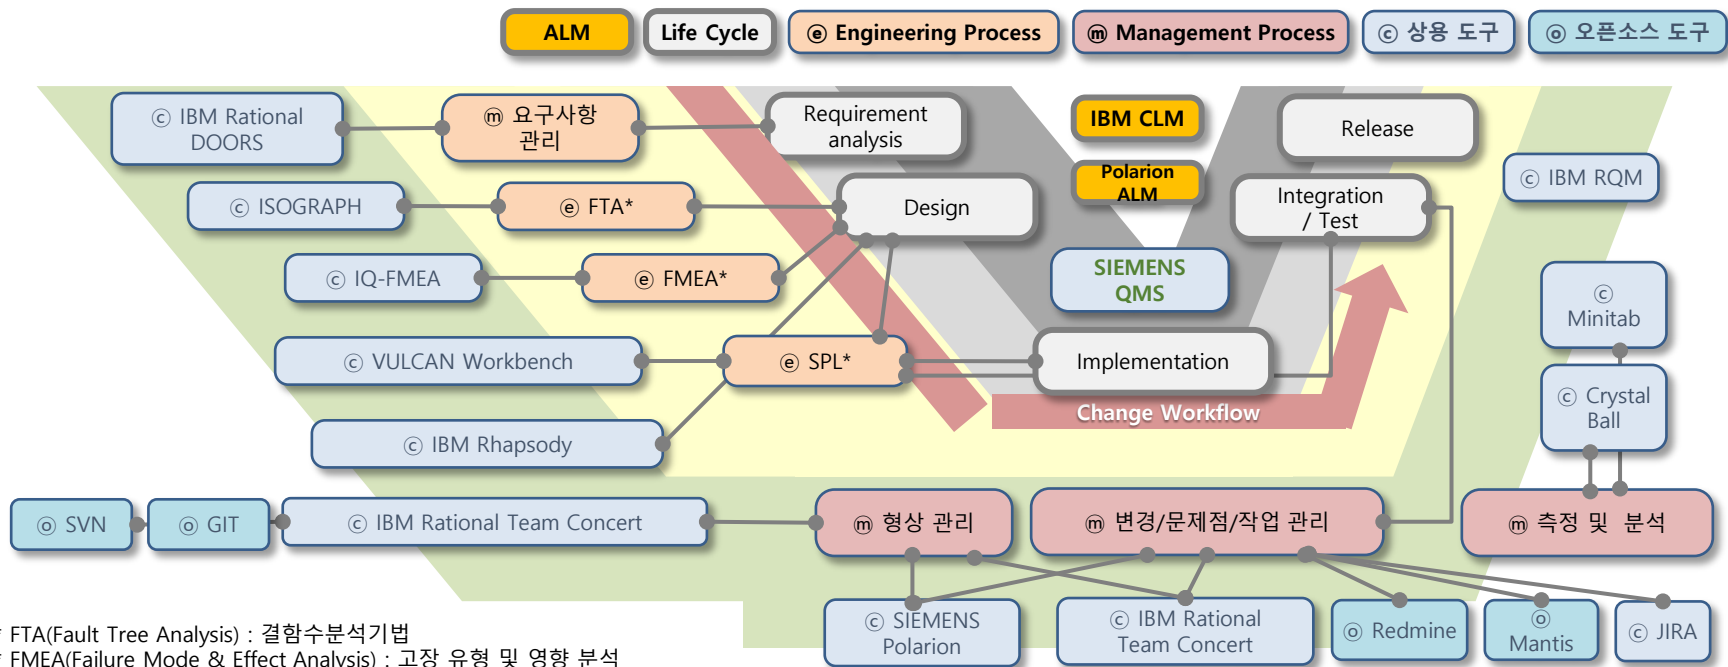 ALM
Life Cycle
ⓔ Engineering Process
ⓜ Management Process
ⓒ 상용 도구
ⓞ 오픈소스 도구
ⓒ IBM Rational
DOORS
ⓜ 요구사항
관리
Requirement
analysis
IBM CLM
Release
Polarion
ALM
ⓒ IBM RQM
ⓒ ISOGRAPH
ⓔ FTA*
Design
Integration
/ Test
ⓒ IQ-FMEA
ⓔ FMEA*
SIEMENS
QMS
ⓒ
Minitab
ⓒ VULCAN Workbench
ⓔ SPL*
Implementation
ⓒ Crystal
Ball
Change Workflow
ⓒ IBM Rhapsody
ⓞ SVN
ⓞ GIT
ⓒ IBM Rational Team Concert
ⓜ 형상 관리
ⓜ 변경/문제점/작업 관리
ⓜ 측정 및 분석
ⓒ SIEMENS
Polarion
ⓒ IBM Rational
Team Concert
ⓞ Redmine
ⓞ
Mantis
ⓒ JIRA
* FTA(Fault Tree Analysis) : 결함수분석기법
* FMEA(Failure Mode & Effect Analysis) : 고장 유형 및 영향 분석